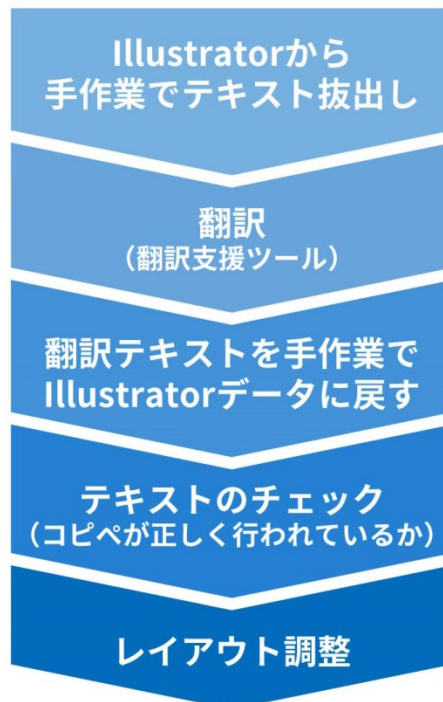 Illustratorから
手作業でテキスト抜出し
翻訳
（翻訳支援ツール）
翻訳テキストを手作業で
Illustratorデータに戻す
テキストのチェック
（コピペが正しく行われているか）
レイアウト調整